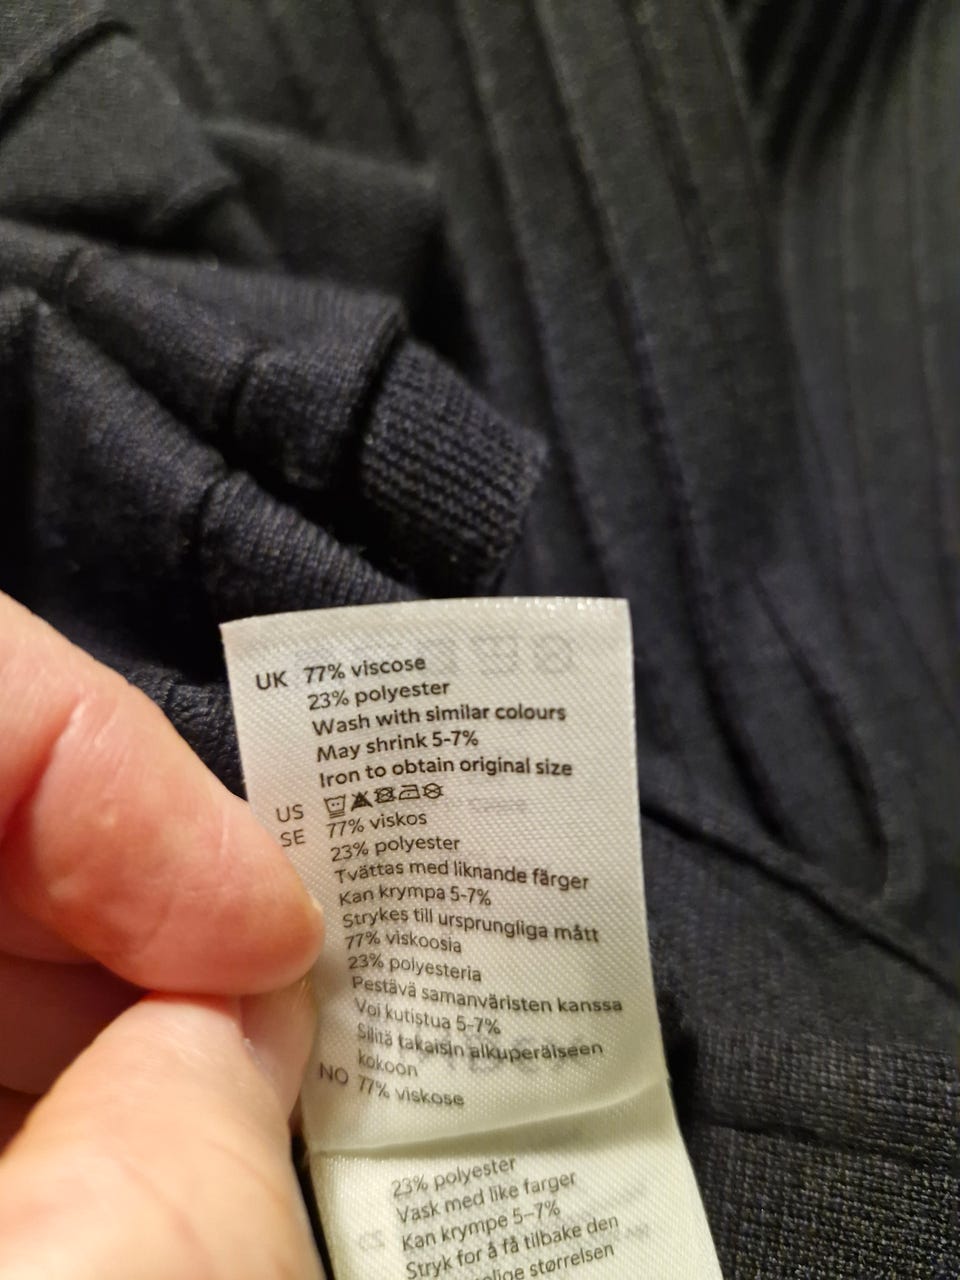 UK 77% viscose
23% polyester
Wash with similar colours
May shrink 5-7%
Iron to obtain original size
US
SE 77% viskos
23% polyester
Tvättas med liknande färger
Kan krympa 5-7%
Strykes till ursprungliga mått
77% viskoosia
23% polyesteria
Pestävä samanväristen kanssa
Voi kutistua 5-7%
Silitä takaisin alkuperälseen
kokoon
NO 77% viskose
23% polyester
Vask med like farger
Kan krympe 5-7%
Stryk for å få tilbake den
størrelsen